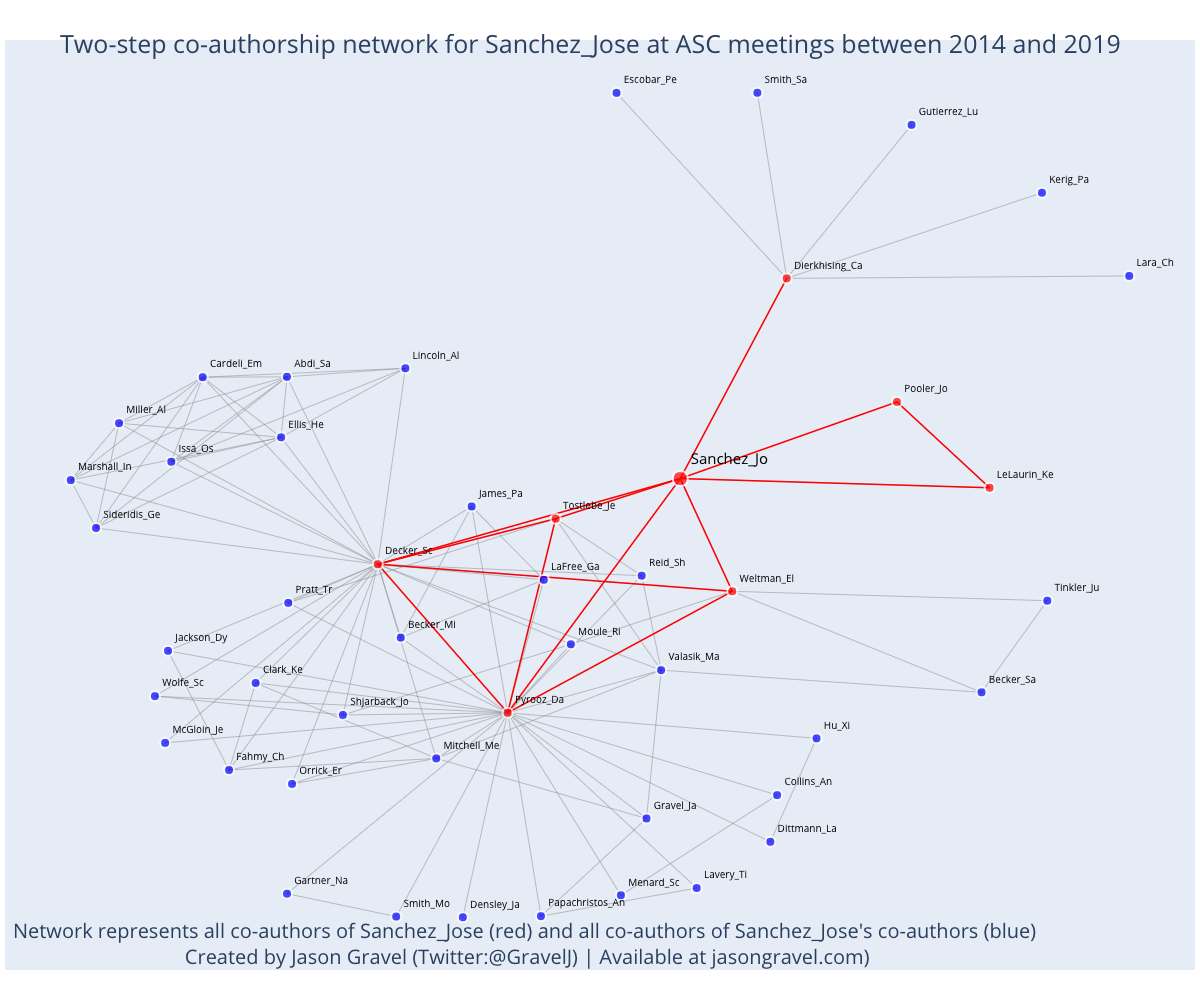 Two-step co-authorship network for Sanchez_Jose at ASC meetings between 2014 and 2019
Escobar_Pe
Smith_Sa
Gutierrez_Lu
Kerig_Pa
Lara_Ch
Dierkhising_Ca
Lincoln_Al
Cardeli_Em
Abdi_Sa
Pooler_Jo
Miller_Al
Ellis_He
Issa_Os
Sanchez_Jo
Marshall_In
LeLaurin_Ke
James_Pa
Tostlebe_Je
Sideridis_Ge
Decker_Sc
LaFree_Ga
Reid_Sh
Weltman_El
Pratt_Tr
Tinkler_Ju
Becker_Mi
Moule_Ri
Jackson_Dy
Valasik_Ma
Clark_Ke
Becker_Sa
Wolfe_Sc
Shjarback_Jo
Pyrooz_Da
McGloin_Je
Hu_Xi
Mitchell_Me
Fahmy_Ch
Orrick_Er
Collins_An
Gravel_Ja
Dittmann_La
Gartner_Na
Menard_Sc
Lavery_Ti
Smith_Mo
Densley_Ja
Papachristos_An
Network represents all co-authors of Sanchez_Jose (red) and all co-authors of Sanchez_Jose's co-authors (blue)
Created by Jason Gravel (Twitter:@GravelJ) | Available at jasongravel.com)